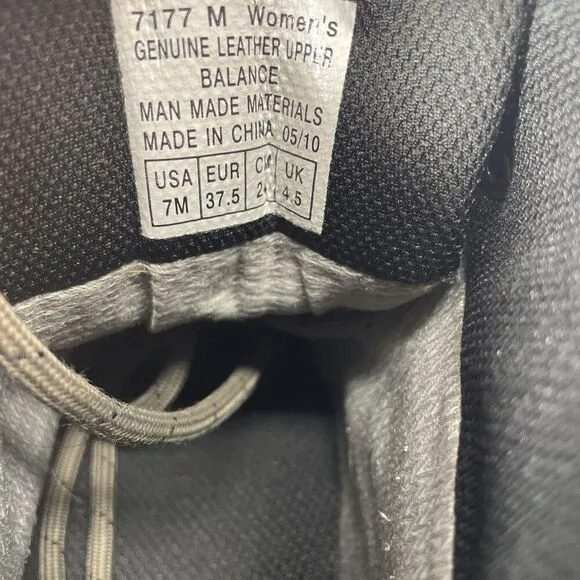 7177 M Women's
GENUINE LEATHER UPPER
BALANCE
MAN MADE MATERIALS
MADE IN CHINA 05/10
USA EUR UK
7M 37.5 4.5